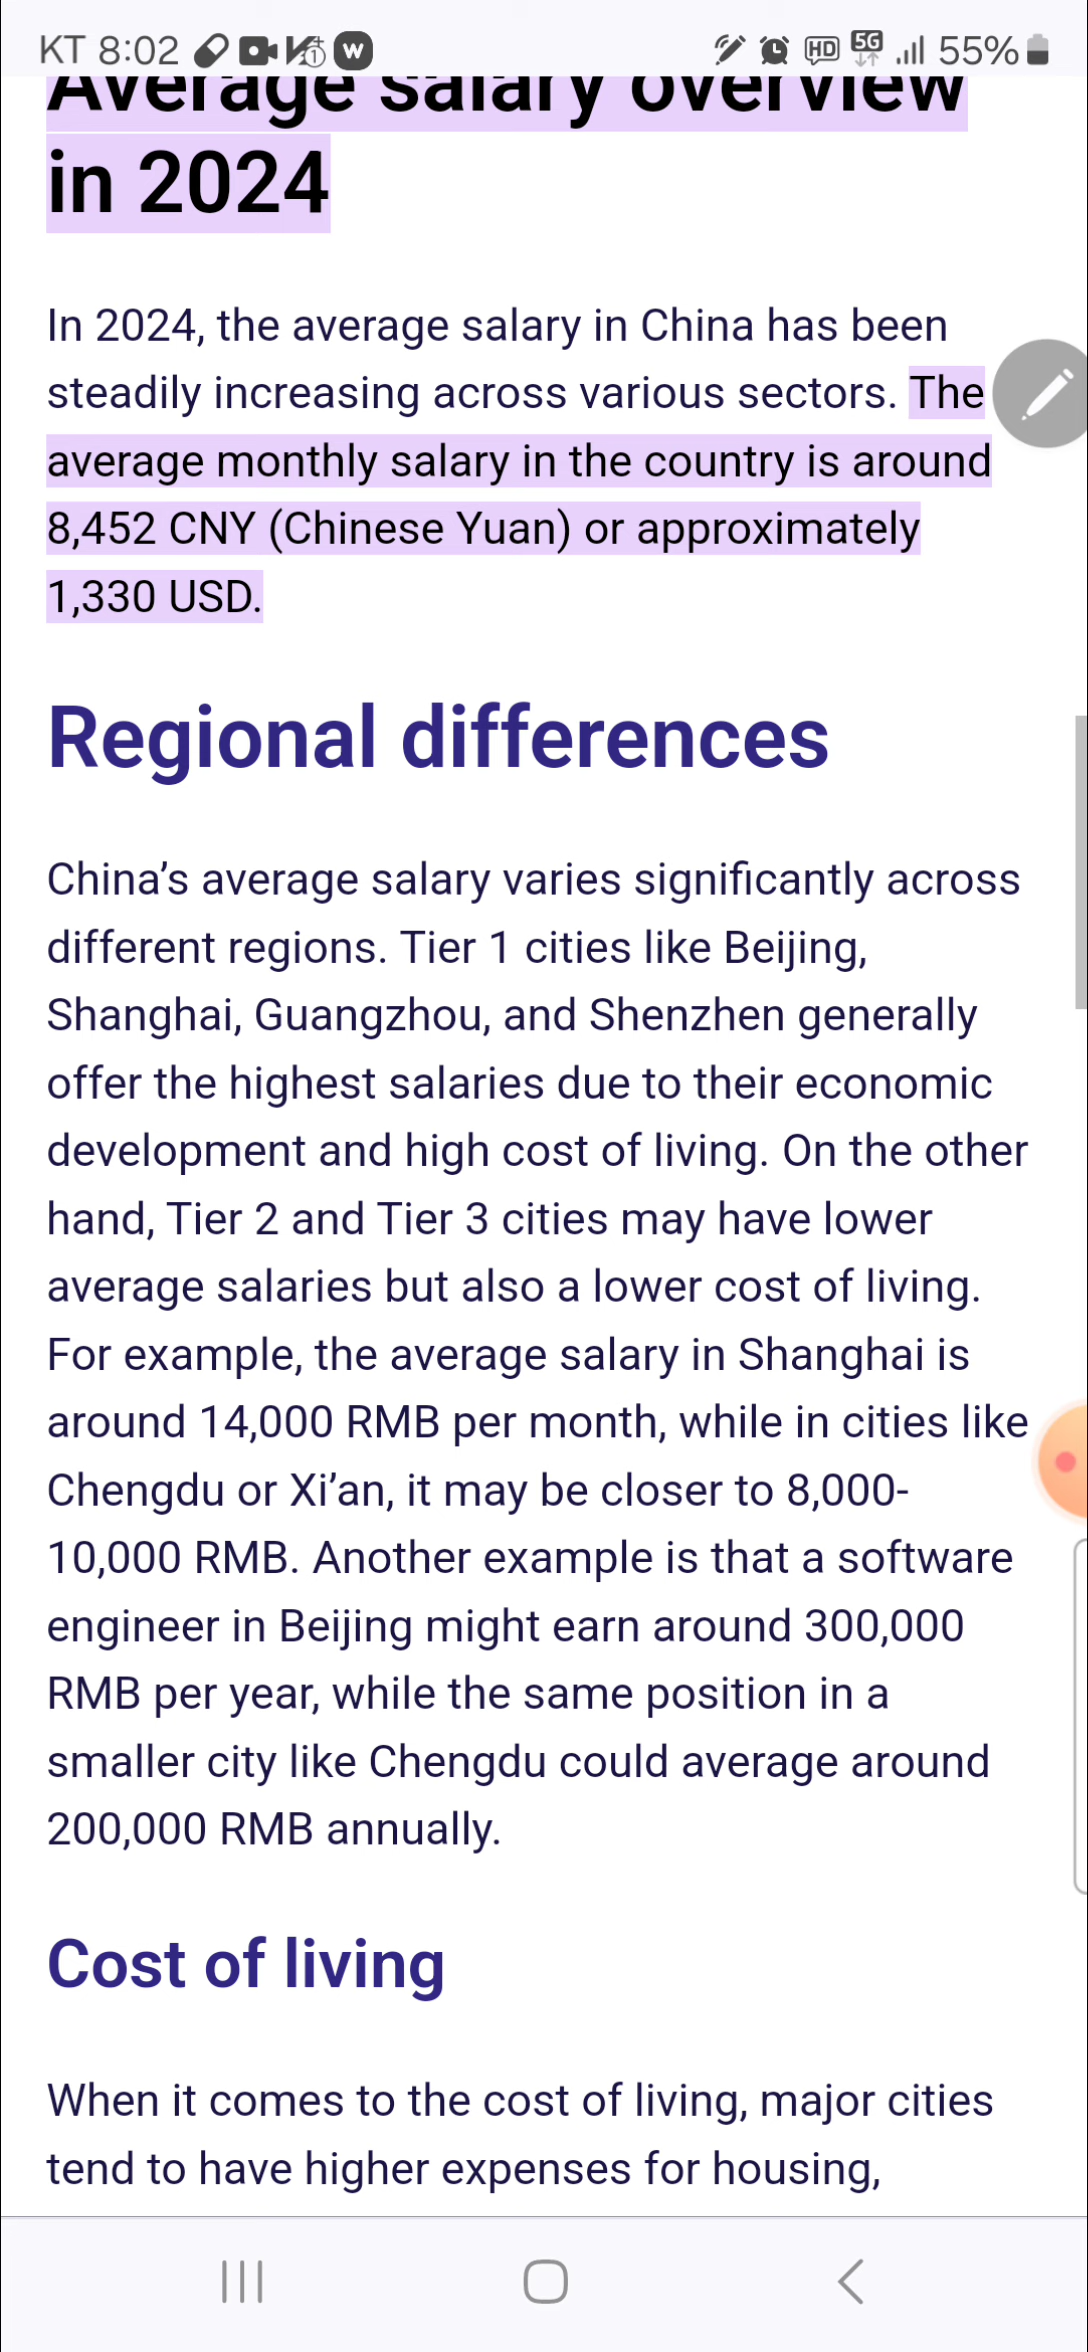 KT 8:02
HD 5G 55%
Average salary overview
in 2024
In 2024, the average salary in China has been
steadily increasing across various sectors. The
average monthly salary in the country is around
8,452 CNY (Chinese Yuan) or approximately
1,330 USD.
Regional differences
China’s average salary varies significantly across
different regions. Tier 1 cities like Beijing,
Shanghai, Guangzhou, and Shenzhen generally
offer the highest salaries due to their economic
development and high cost of living. On the other
hand, Tier 2 and Tier 3 cities may have lower
average salaries but also a lower cost of living.
For example, the average salary in Shanghai is
around 14,000 RMB per month, while in cities like
Chengdu or Xi’an, it may be closer to 8,000-
10,000 RMB. Another example is that a software
engineer in Beijing might earn around 300,000
RMB per year, while the same position in a
smaller city like Chengdu could average around
200,000 RMB annually.
Cost of living
When it comes to the cost of living, major cities
tend to have higher expenses for housing,